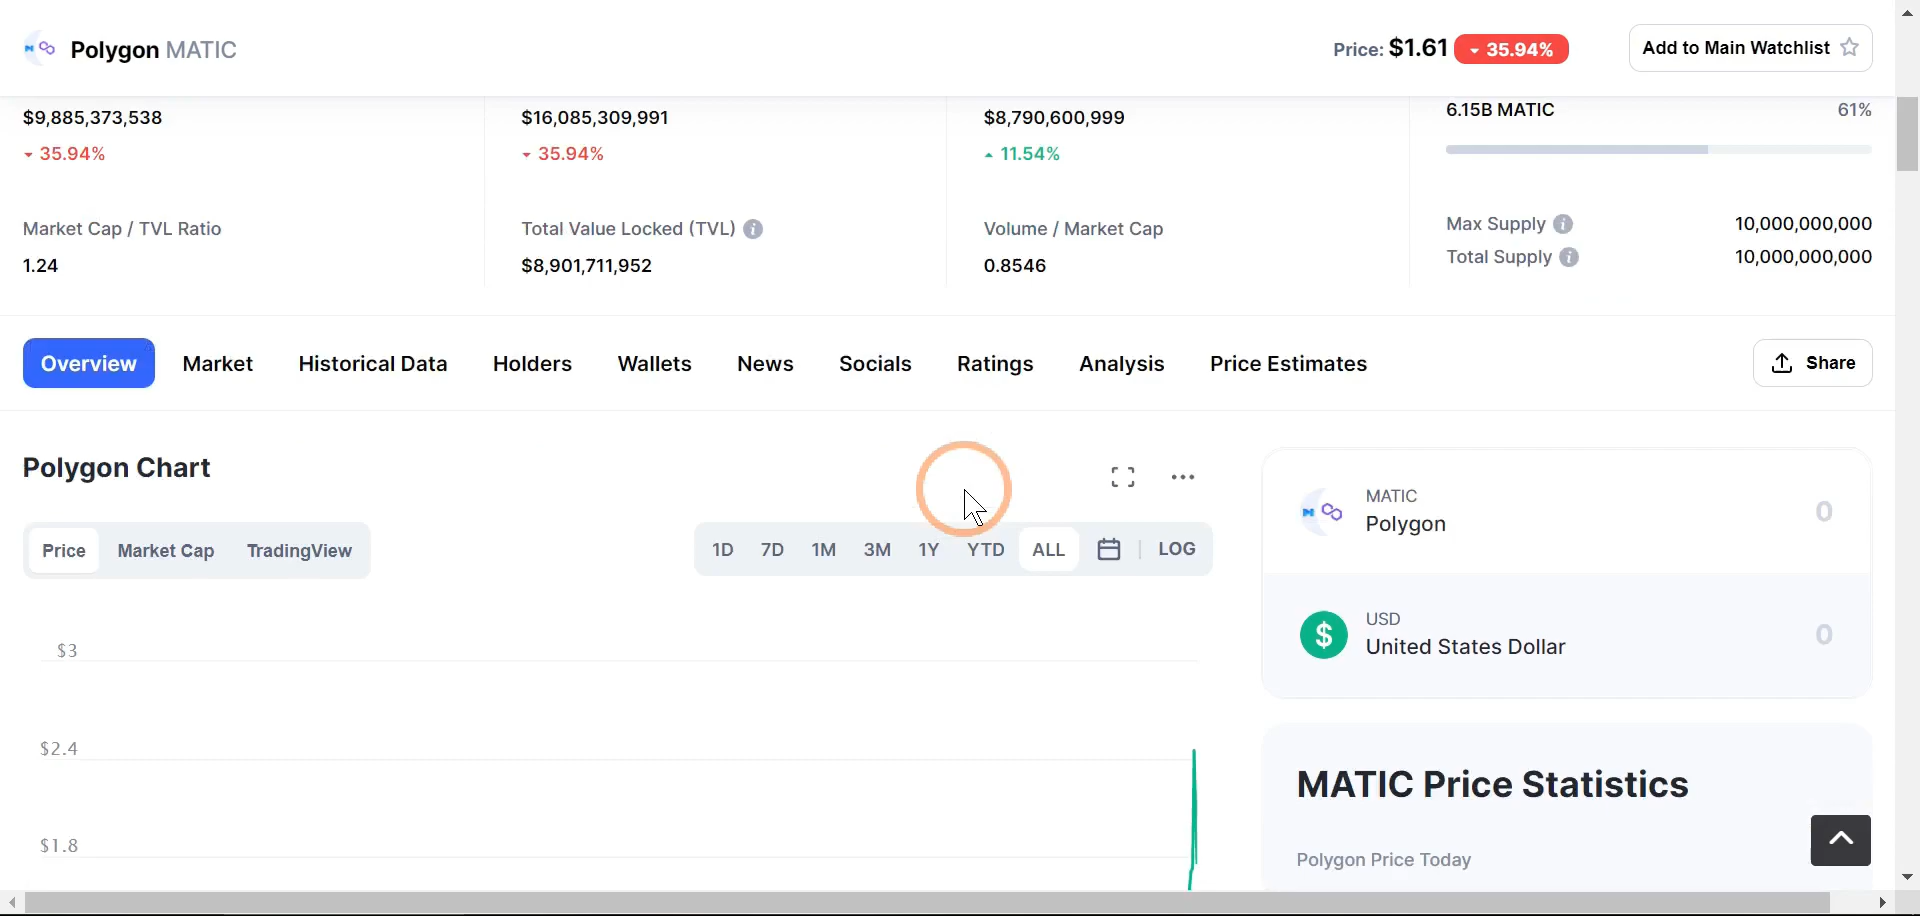 Polygon MATIC
Price: $1.61 35.94%
Add to Main Watchlist
$9,885,373,538
35.94%
$16,085,309,991
35.94%
$8,790,600,999
11.54%
6.15B MATIC 61%
Market Cap / TVL Ratio
1.24
Total Value Locked (TVL) i
$8,901,711,952
Volume / Market Cap
0.8546
Max Supply i 10,000,000,000
Total Supply i 10,000,000,000
Overview Market Historical Data Holders Wallets News Socials Ratings Analysis Price Estimates Share
Polygon Chart
Price Market Cap TradingView
1D 7D 1M 3M 1Y YTD ALL LOG
$3
$2.4
$1.8
MATIC
Polygon 0
$ USD
United States Dollar 0
MATIC Price Statistics
Polygon Price Today